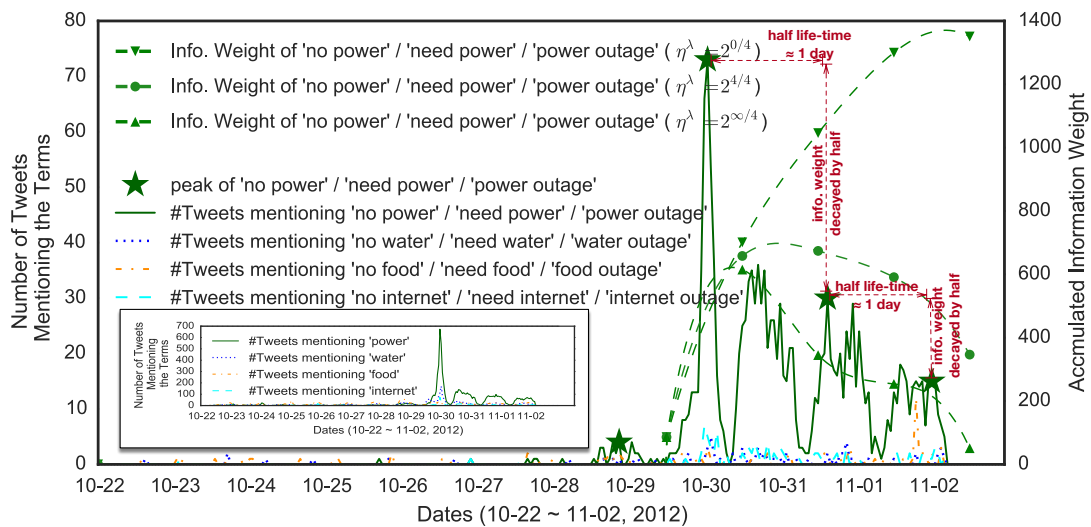 80
70
60
50
40
30
20
10
0
Number of Tweets
Mentioning the Terms
1400
1200
1000
800
600
400
200
0
Accumulated Information Weight
Info. Weight of 'no power' / 'need power' / 'power outage' ( η^λ =2^{0/4})
Info. Weight of 'no power' / 'need power' / 'power outage' ( η^λ =2^{4/4})
Info. Weight of 'no power' / 'need power' / 'power outage' ( η^λ =2^{∞/4})
peak of 'no power' / 'need power' / 'power outage'
#Tweets mentioning 'no power' / 'need power' / 'power outage'
#Tweets mentioning 'no water' / 'need water' / 'water outage'
#Tweets mentioning 'no food' / 'need food' / 'food outage'
#Tweets mentioning 'no internet' / 'need internet' / 'internet outage'
half life-time
≈ 1 day
info. weight
decayed by half
half life-time
≈ 1 day
info. weight
decayed by half
700
600
500
400
300
200
100
0
Number of Tweets
Mentioning
the Terms
#Tweets mentioning 'power'
#Tweets mentioning 'water'
#Tweets mentioning 'food'
#Tweets mentioning 'internet'
10-22 10-23 10-24 10-25 10-26 10-27 10-28 10-29 10-30 10-31 11-01 11-02
Dates (10-22 ~ 11-02, 2012)
10-22 10-23 10-24 10-25 10-26 10-27 10-28 10-29 10-30 10-31 11-01 11-02
Dates (10-22 ~ 11-02, 2012)